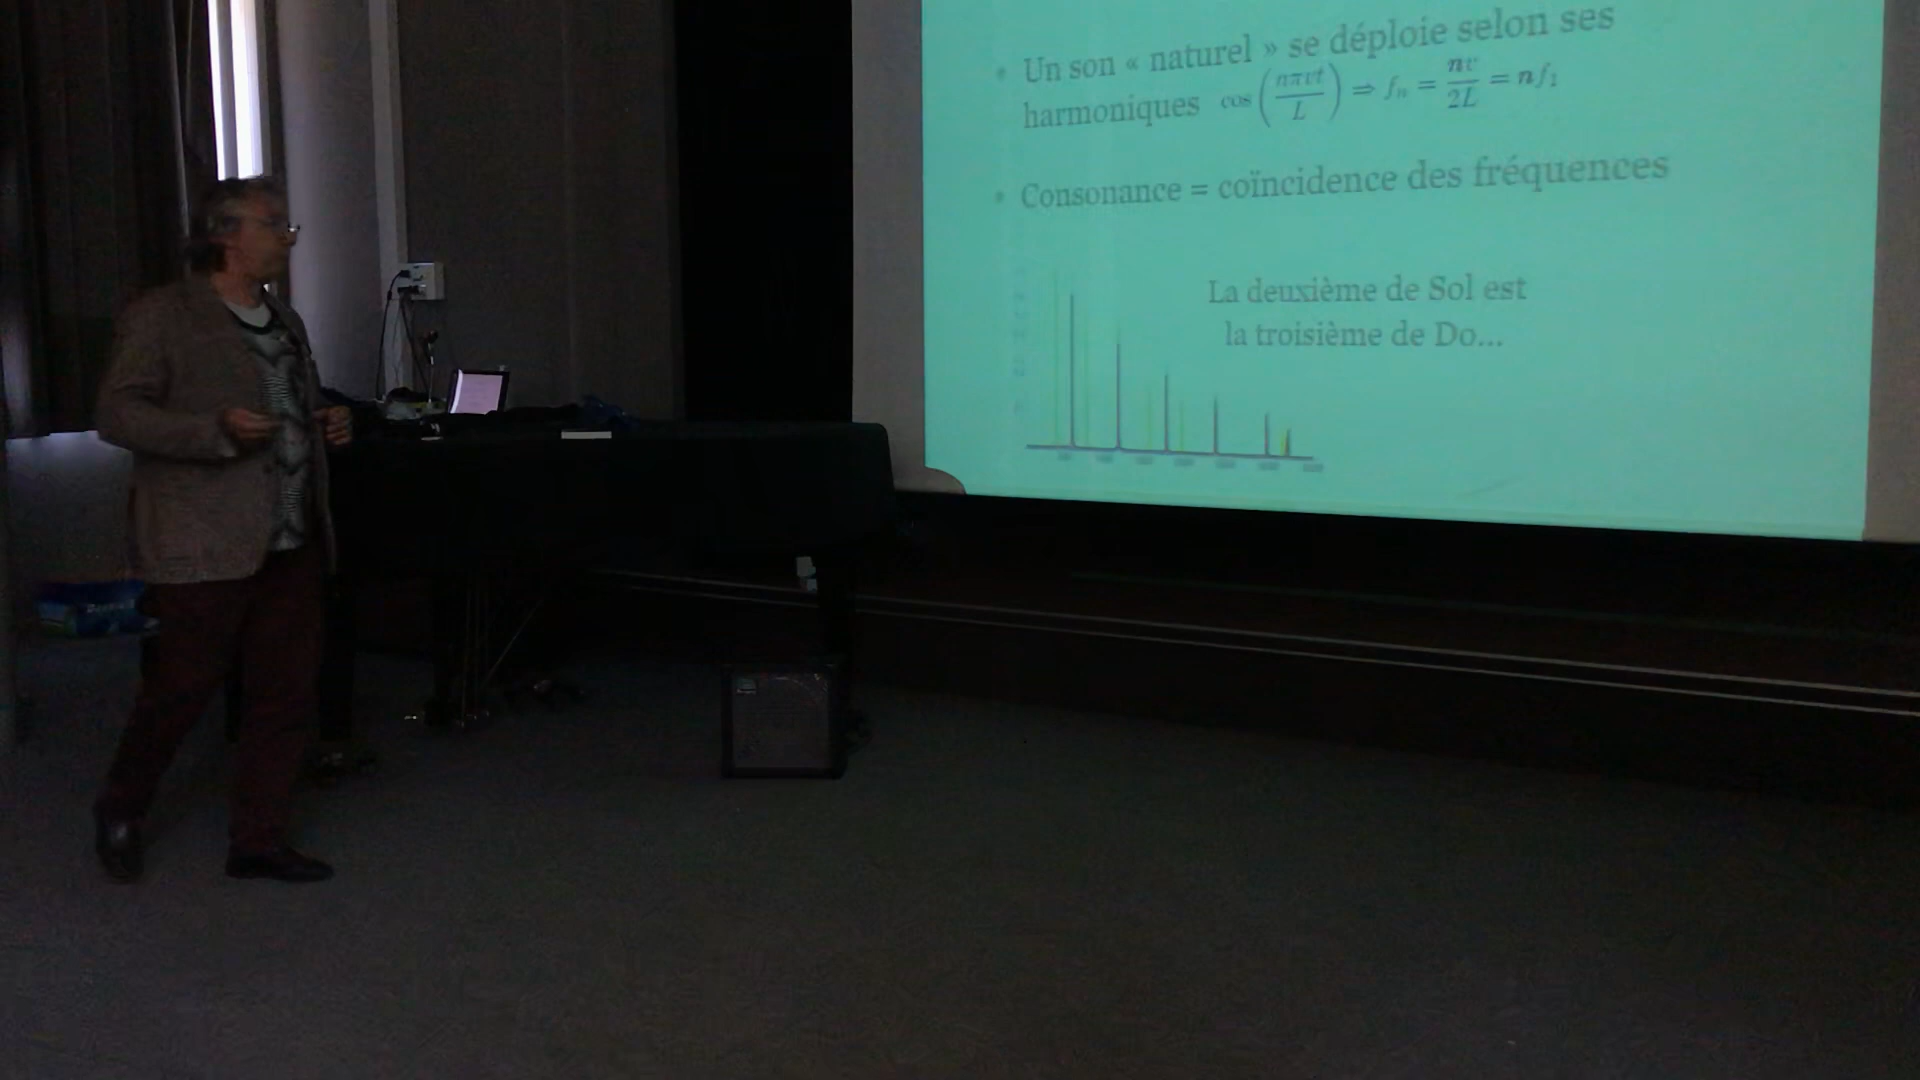 • Un son « naturel » se déploie selon ses
harmoniques cos(nπvt/L) ⇒ fₙ = nv/2L = nf₁
• Consonance = coïncidence des fréquences
La deuxième de Sol est
la troisième de Do...